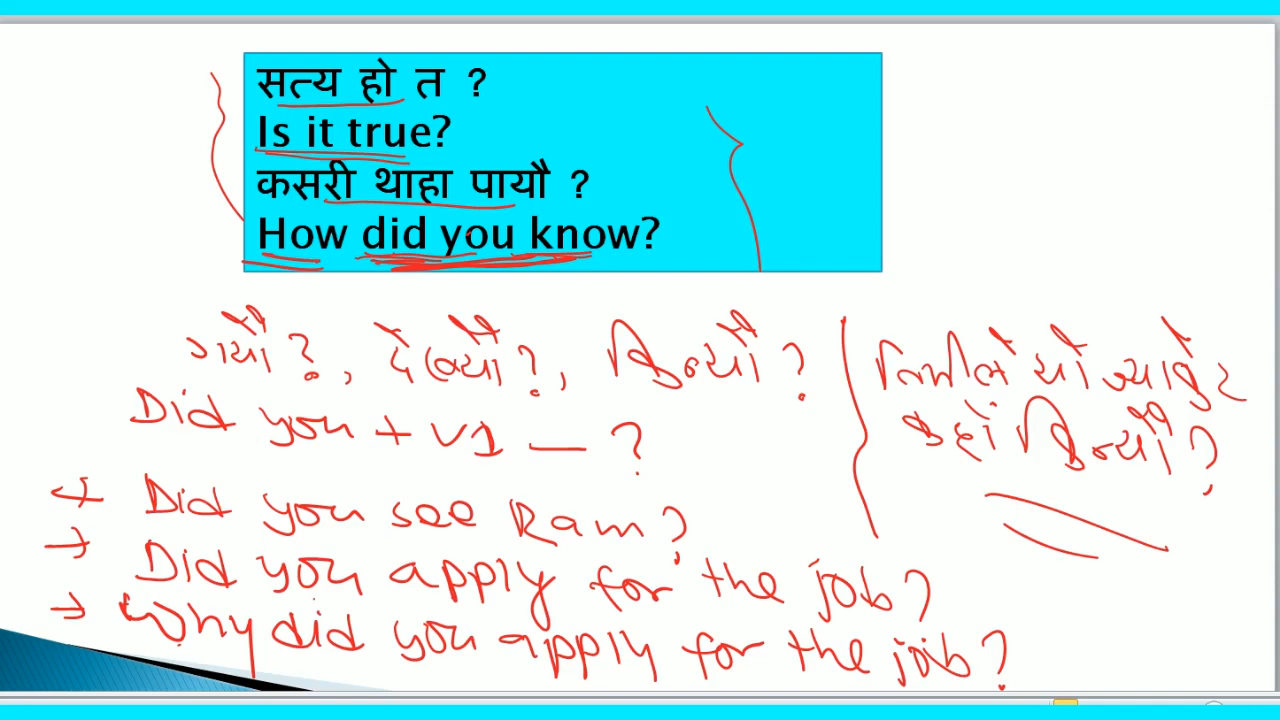 सत्य हो त ?
Is it true?
कसरी थाहा पायौ ?
How did you know?
गयौ?, देख्यौ?, किन्यौ?
Did you + V1 — ?
→ Did you see Ram?
→ Did you apply for the job?
→ Why did you apply for the job?
तिमीले यो ज्याकेट
कहाँ किन्यौ?